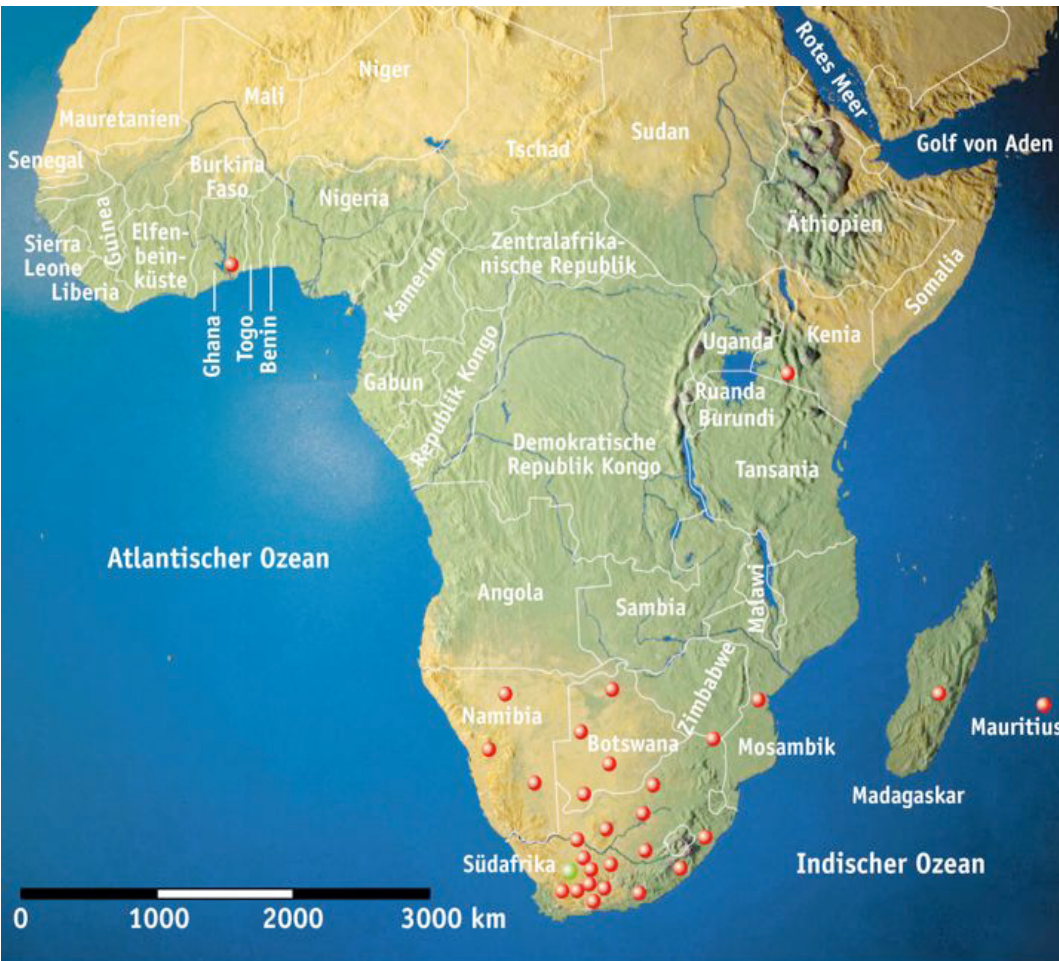 Rotes Meer
Niger
Mali
Mauretanien
Sudan
Tschad
Golf von Aden
Senegal
Burkina
Faso
Nigeria
Guinea
Äthiopien
Elfen-
bein-
küste
Sierra
Leone
Liberia
Zentralafrika-
nische Republik
Kamerun
Somalia
Ghana
Togo
Benin
Kenia
Uganda
Gabun
Republik Kongo
Ruanda
Burundi
Demokratische
Republik Kongo
Tansania
Atlantischer Ozean
Angola
Sambia
Malawi
Zimbabwe
Namibia
Botswana
Mosambik
Mauritius
Madagaskar
Südafrika
Indischer Ozean
0 1000 2000 3000 km